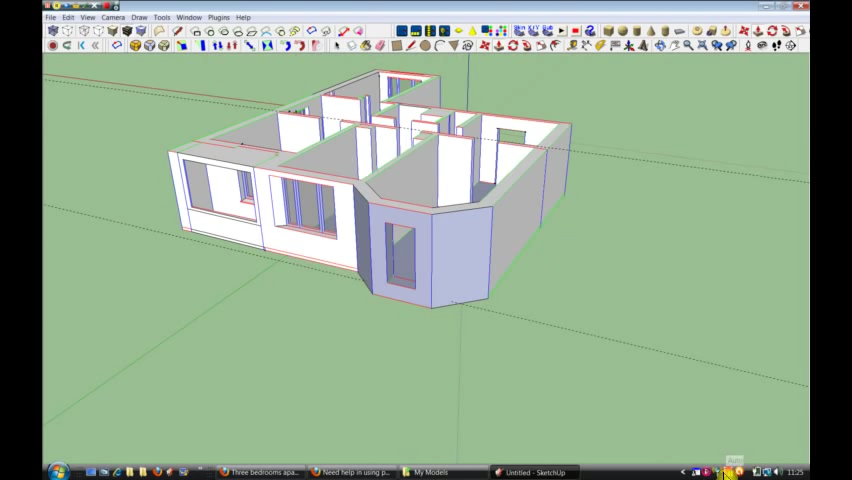 File Edit View Camera Draw Tools Window Plugins Help
Auto
Three bedrooms apa...
Need help in using p...
My Models
Untitled - SketchUp
11:25